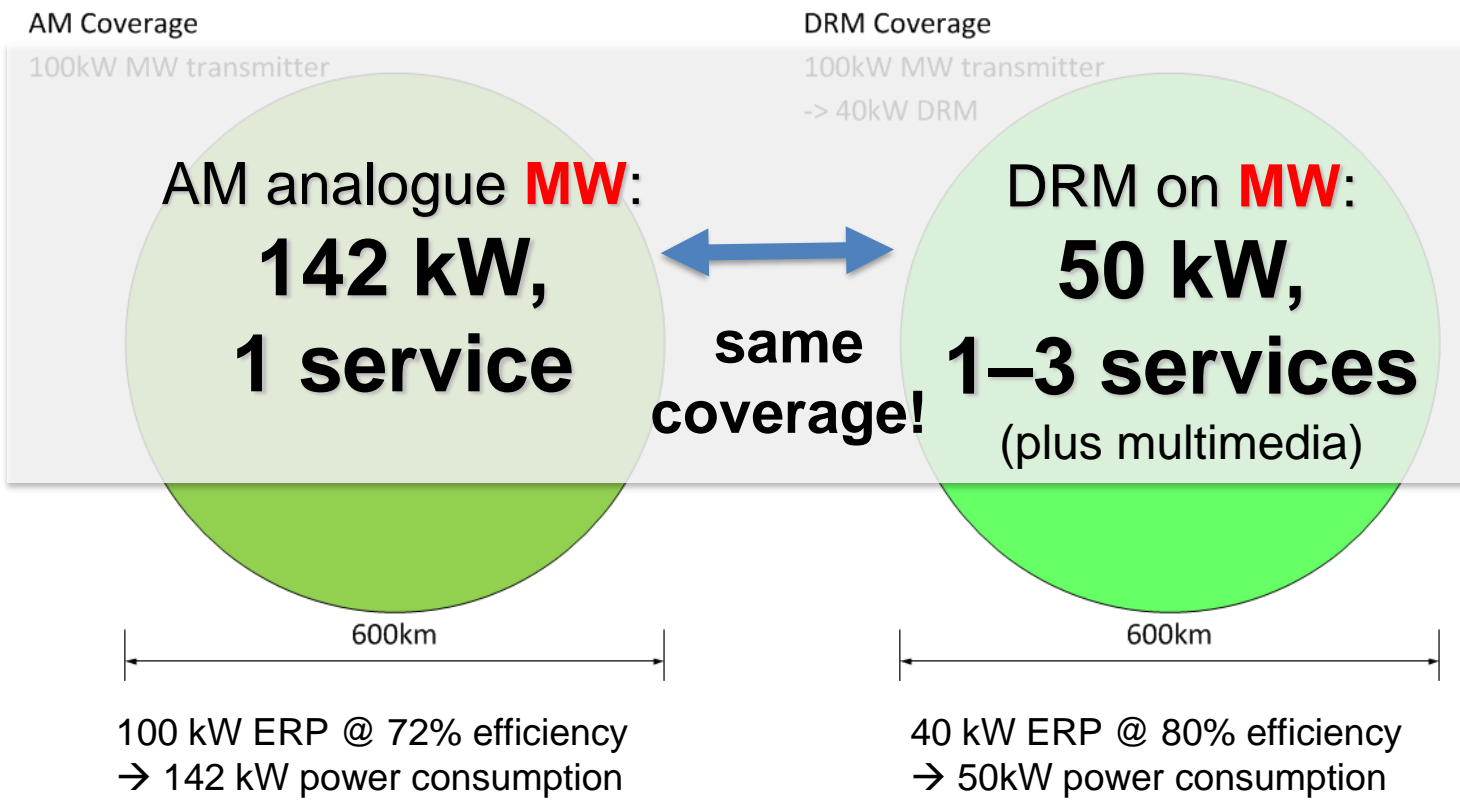 AM Coverage
100kW MW transmitter
AM analogue MW:
142 kW,
1 service
same
coverage!
DRM Coverage
100kW MW transmitter
-> 40kW DRM
DRM on MW:
50 kW,
1–3 services
(plus multimedia)
600km
600km
100 kW ERP @ 72% efficiency
→ 142 kW power consumption
40 kW ERP @ 80% efficiency
→ 50kW power consumption